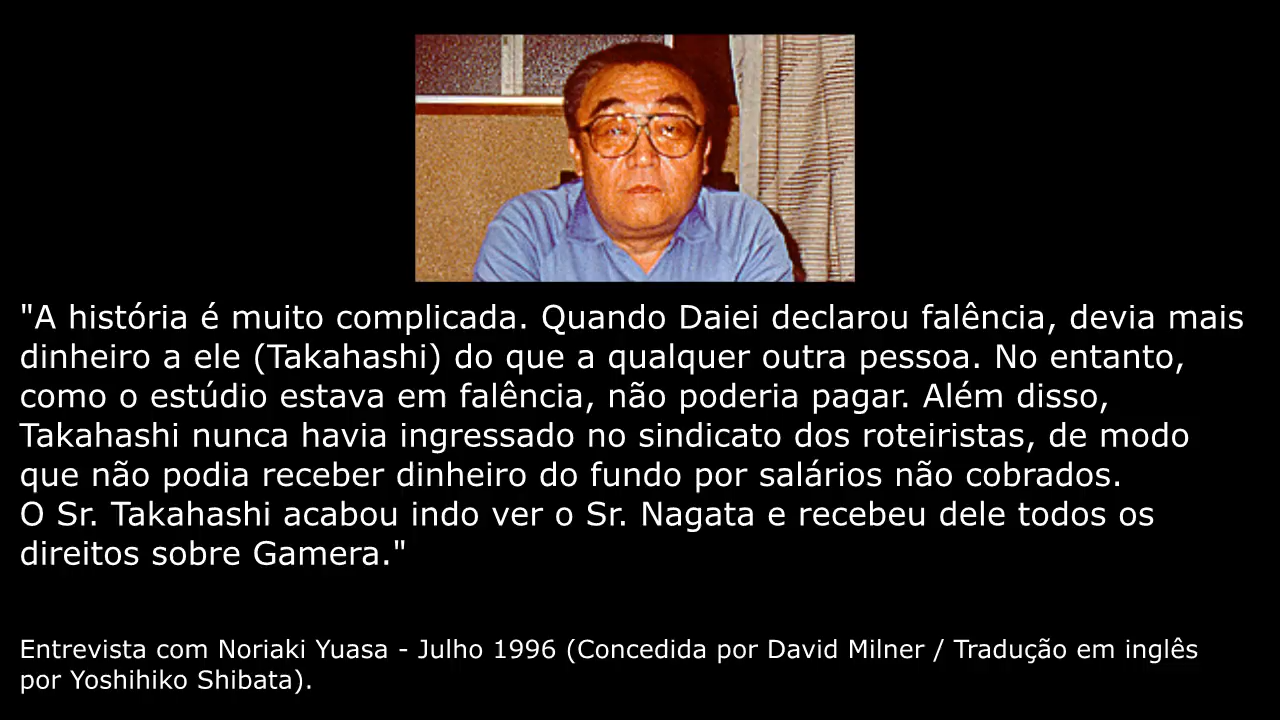 "A história é muito complicada. Quando Daiei declarou falência, devia mais
dinheiro a ele (Takahashi) do que a qualquer outra pessoa. No entanto,
como o estúdio estava em falência, não poderia pagar. Além disso,
Takahashi nunca havia ingressado no sindicato dos roteiristas, de modo
que não podia receber dinheiro do fundo por salários não cobrados.
O Sr. Takahashi acabou indo ver o Sr. Nagata e recebeu dele todos os
direitos sobre Gamera."
Entrevista com Noriaki Yuasa - Julho 1996 (Concedida por David Milner / Tradução em inglês
por Yoshihiko Shibata).